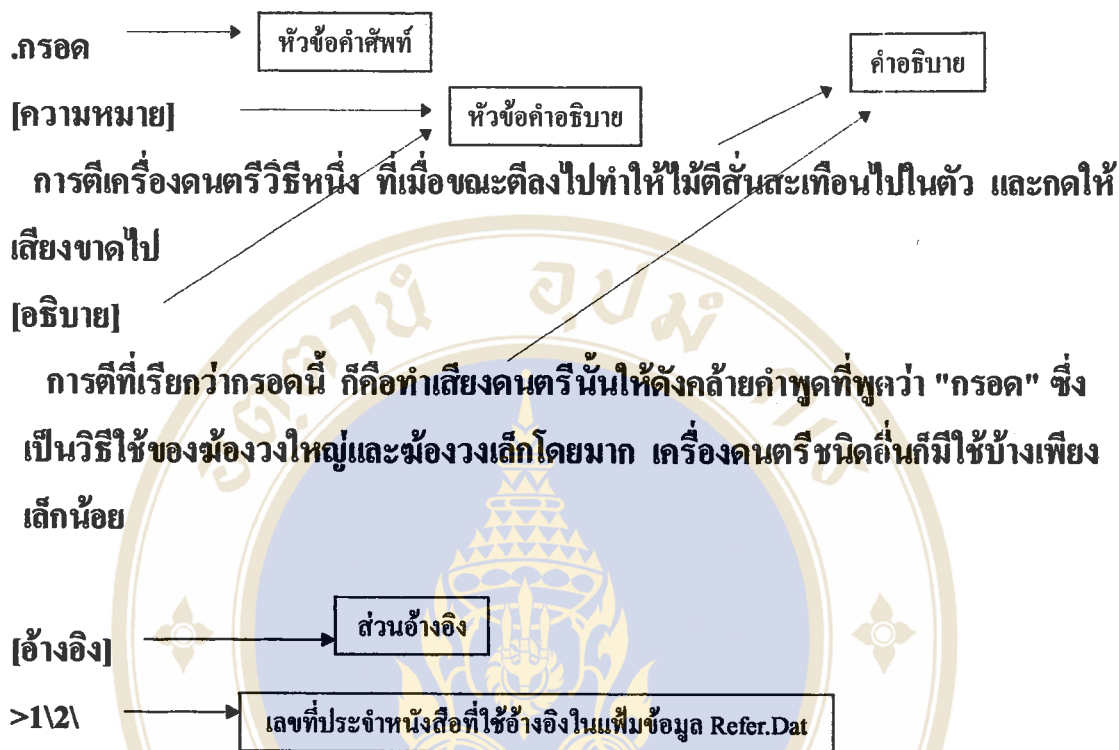 .กรอด หัวข้อคำศัพท์
คำอธิบาย
[ความหมาย] หัวข้อคำอธิบาย
การตีเครื่องดนตรีวิธีหนึ่ง ที่เมื่อขณะตีลงไปทำให้ไม้ตีสั่นสะเทือนไปในตัว และกดให้
เสียงขาดไป
[อธิบาย]
การตีที่เรียกว่ากรอดนี้ ก็คือทำเสียงดนตรีนั้นให้ดังคล้ายคำพูดที่พูดว่า "กรอด" ซึ่ง
เป็นวิธีใช้ของฆ้องวงใหญ่และฆ้องวงเล็กโดยมาก เครื่องดนตรีชนิดอื่นก็มีใช้บ้างเพียง
เล็กน้อย
[อ้างอิง] ส่วนอ้างอิง
>1\2\ เลขที่ประจำหนังสือที่ใช้อ้างอิงในแฟ้มข้อมูล Refer.Dat